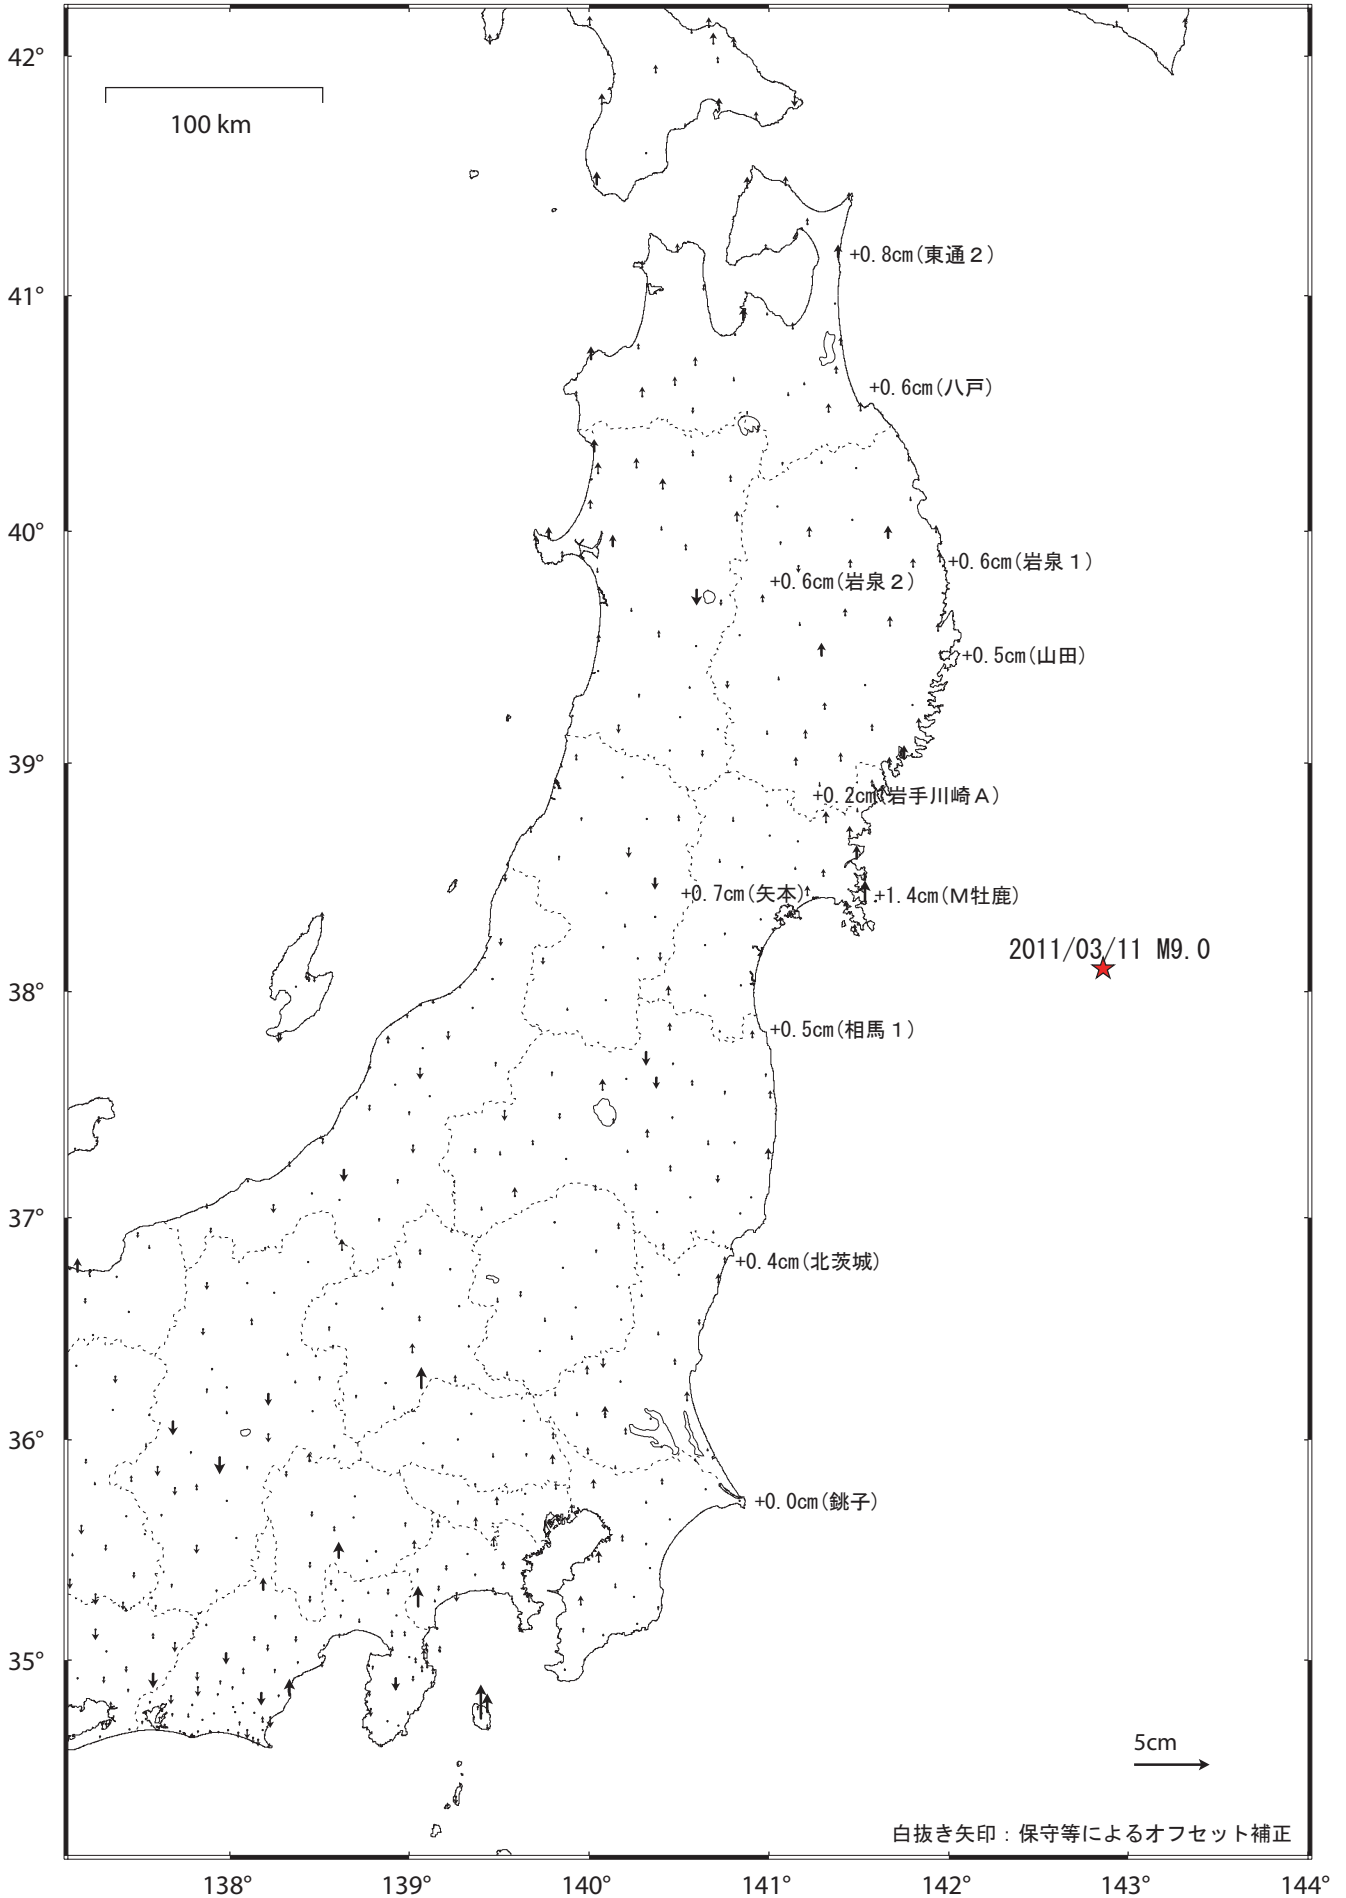 42°
100 km
+0.8cm(東通２)
41°
+0.6cm(八戸)
40°
+0.6cm(岩泉１)
+0.6cm(岩泉２)
+0.5cm(山田)
39°
+0.2cm(岩手川崎Ａ)
+0.7cm(矢本)
+1.4cm(Ｍ牡鹿)
2011/03/11 M9.0
38°
+0.5cm(相馬１)
37°
+0.4cm(北茨城)
36°
+0.0cm(銚子)
35°
5cm
白抜き矢印：保守等によるオフセット補正
138° 139° 140° 141° 142° 143° 144°